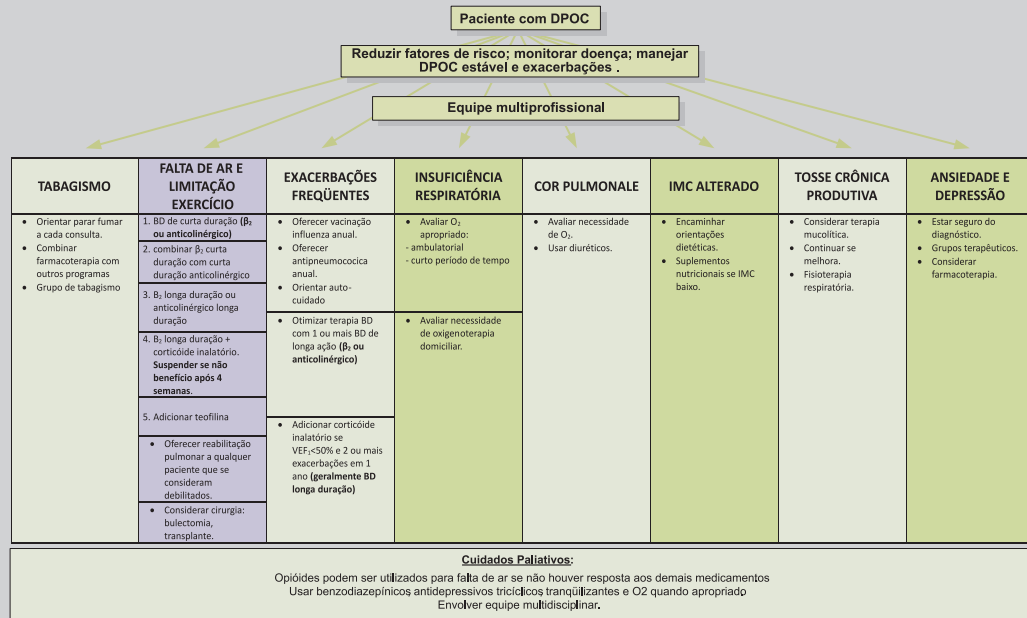 Paciente com DPOC
Reduzir fatores de risco; monitorar doença; manejar
DPOC estável e exacerbações .
Equipe multiprofissional
TABAGISMO
• Orientar parar fumar
a cada consulta.
• Combinar
farmacoterapia com
outros programas
• Grupo de tabagismo
FALTA DE AR E
LIMITAÇÃO
EXERCÍCIO
1. BD de curta duração (β₂
ou anticolinérgico)
2. combinar β₂ curta
duração com curta
duração anticolinérgico
3. B₂ longa duração ou
anticolinérgico longa
duração
4. B₂ longa duração +
corticóide inalatório.
Suspender se não
benefício após 4
semanas.
5. Adicionar teofilina
• Oferecer reabilitação
pulmonar a qualquer
paciente que se
consideram
debilitados.
• Considerar cirurgia:
bulectomia,
transplante.
EXACERBAÇÕES
FREQÜENTES
• Oferecer vacinação
influenza anual.
• Oferecer
antipneumococica
anual.
• Orientar auto-
cuidado
• Otimizar terapia BD
com 1 ou mais BD de
longa ação (β₂ ou
anticolinérgico)
• Adicionar corticóide
inalatório se
VEF₁<50% e 2 ou mais
exacerbações em 1
ano (geralmente BD
longa duração)
INSUFICIÊNCIA
RESPIRATÓRIA
• Avaliar O₂
apropriado:
- ambulatorial
- curto período de tempo
• Avaliar necessidade
de oxigenoterapia
domiciliar.
COR PULMONALE
• Avaliar necessidade
de O₂.
• Usar diuréticos.
IMC ALTERADO
• Encaminhar
orientações
dietéticas.
• Suplementos
nutricionais se IMC
baixo.
TOSSE CRÔNICA
PRODUTIVA
• Considerar terapia
mucolítica.
• Continuar se
melhora.
• Fisioterapia
respiratória.
ANSIEDADE E
DEPRESSÃO
• Estar seguro do
diagnóstico.
• Grupos terapêuticos.
• Considerar
farmacoterapia.
Cuidados Paliativos:
Opióides podem ser utilizados para falta de ar se não houver resposta aos demais medicamentos
Usar benzodiazepínicos antidepressivos tricíclicos tranqüilizantes e O2 quando apropriado
Envolver equipe multidisciplinar.